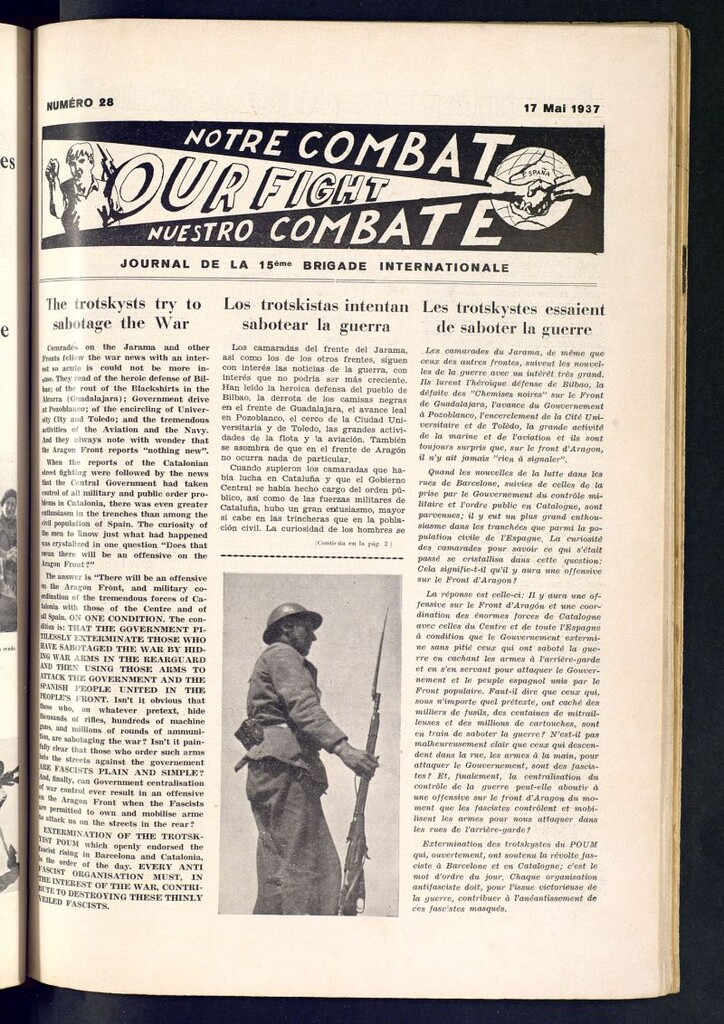 NUMÉRO 28
17 Mai 1937
NOTRE COMBAT
OUR FIGHT
NUESTRO COMBATE
ESPAÑA
JOURNAL DE LA 15ème BRIGADE INTERNATIONALE
The trotskysts try to
sabotage the War
Comrades on the Jarama and other
Fronts follow the war news with an inter-
est so acute is could not be more in-
tense. They read of the heroic defense of Bil-
bao; of the rout of the Blackshirts in the
Alcarra (Guadalajara); Government drive
at Pozoblanco; of the encircling of Univer-
sity City and Toledo; and the tremendous
activities of the Aviation and the Navy.
And they always note with wonder that
the Aragon Front reports "nothing new".
When the reports of the Catalonian
street fighting were followed by the news
that the Central Government had taken
control of all military and public order pro-
blems in Catalonia, there was even greater
enthusiasm in the trenches than among the
civil population of Spain. The curiosity of
the men to know just what had happened
was crystalized in one question "Does that
mean there will be an offensive on the
Aragon Front?"
The answer is "There will be an offensive
on the Aragon Front, and military co-
ordination of the tremendous forces of Ca-
talonia with those of the Centre and of
all Spain, ON ONE CONDITION. The con-
dition is: THAT THE GOVERNMENT PI-
TILESSLY EXTERMINATE THOSE WHO
HAVE SABOTAGED THE WAR BY HID-
ING WAR ARMS IN THE REARGUARD
AND THEN USING THOSE ARMS TO
ATTACK THE GOVERNMENT AND THE
SPANISH PEOPLE UNITED IN THE
PEOPLE'S FRONT. Isn't it obvious that
those who, on whatever pretext, hide
thousands of rifles, hundreds of machine
guns, and millions of rounds of ammuni-
tion, are sabotaging the war? Isn't it pain-
fully clear that those who order such arms
into the streets against the governement
ARE FASCISTS PLAIN AND SIMPLE?
And, finally, can Government centralisation
of war control ever result in an offensive
on the Aragon Front when the Fascists
are permitted to own and mobilise arms
to attack us on the streets in the rear?
EXTERMINATION OF THE TROTSK-
YIST POUM which openly endorsed the
fascist rising in Barcelona and Catalonia,
is the order of the day. EVERY ANTI
FASCIST ORGANISATION MUST, IN
THE INTEREST OF THE WAR, CONTRI-
BUTE TO DESTROYING THESE THINLY
VEILED FASCISTS.
Los trotskistas intentan
sabotear la guerra
Los camaradas del frente del Jarama,
así como los de los otros frentes, siguen
con interés las noticias de la guerra, con
interés que no podría ser más creciente.
Han leído la heroica defensa del pueblo de
Bilbao, la derrota de los camisas negras
en el frente de Guadalajara, el avance leal
en Pozoblanco, el cerco de la Ciudad Uni-
versitaria y de Toledo, las grandes activi-
dades de la flota y la aviación. También
se asombra de que en el frente de Aragón
no ocurra nada de particular.
Cuando supieron los camaradas que ha-
bía lucha en Cataluña y que el Gobierno
Central se había hecho cargo del orden pú-
blico, así como de las fuerzas militares de
Cataluña, hubo un gran entusiasmo, mayor
si cabe en las trincheras que en la pobla-
ción civil. La curiosidad de los hombres se
(Continúa en la pág. 2)
Les trotskystes essaient
de saboter la guerre
Les camarades du Jarama, de même que
ceux des autres fronts, suivent les nouvel-
les de la guerre avec un intérêt très grand.
Ils lurent l'Héroïque défense de Bilbao, la
défaite des "Chemises noires" sur le Front
de Guadalajara, l'avance du Gouvernement
à Pozoblanco, l'encerclement de la Cité Uni-
versitaire et de Tolède, la grande activité
de la marine et de l'aviation et ils sont
toujours surpris que, sur le front d'Aragon,
il n'y ait jamais "rien à signaler".
Quand les nouvelles de la lutte dans les
rues de Barcelone, suivies de celles de la
prise par le Gouvernement du contrôle mi-
litaire et l'ordre public en Catalogne, sont
parvenues; il y eut un plus grand enthou-
siasme dans les tranchées que parmi la po-
pulation civile de l'Espagne. La curiosité
des camarades pour savoir ce qui s'était
passé se cristallisa dans cette question:
Cela signifie-t-il qu'il y aura une offensive
sur le Front d'Aragon?
La réponse est celle-ci: Il y aura une of-
fensive sur le Front d'Aragón et une coor-
dination des énormes forces de Catalogne
avec celles du Centre et de toute l'Espagne
à condition que le Gouvernement extermi-
ne sans pitié ceux qui ont saboté la guer-
re en cachant les armes à l'arrière-garde
et en s'en servant pour attaquer le Gouver-
nement et le peuple espagnol unis par le
Front populaire. Faut-il dire que ceux qui,
sous n'importe quel prétexte, ont caché des
milliers de fusils, des centaines de mitrail-
leuses et des millions de cartouches, sont
en train de saboter la guerre? N'est-il pas
malheureusement clair que ceux qui descen-
dent dans la rue, les armes à la main, pour
attaquer le Gouvernement, sont des fascis-
tes? Et, finalement, la centralisation du
contrôle de la guerre peut-elle aboutir à
une offensive sur le front d'Aragon du mo-
ment que les fascistes contrôlent et mobi-
lisent les armes pour nous attaquer dans
les rues de l'arrière-garde?
Extermination des trotskystes du POUM
qui, ouvertement, ont soutenu la révolte fas-
ciste à Barcelone et en Catalogne; c'est le
mot d'ordre du jour. Chaque organisation
antifasciste doit, pour l'issue victorieuse de
la guerre, contribuer à l'anéantissement de
ces fascistes masqués.